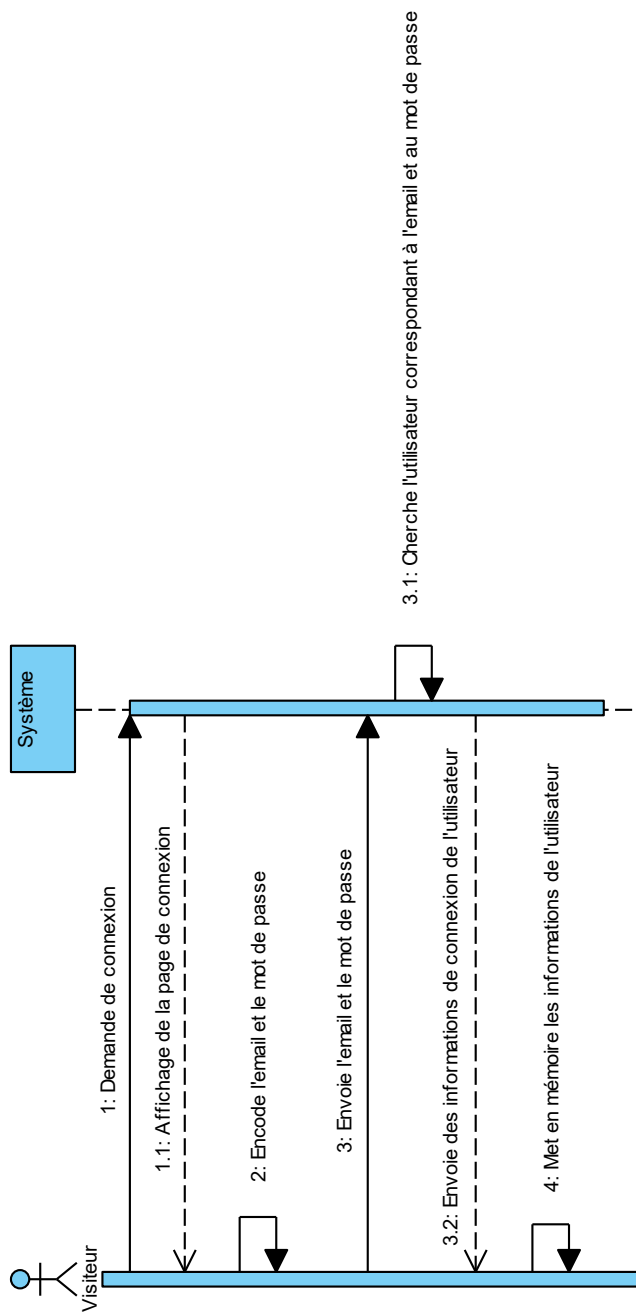 Visiteur
Système
1: Demande de connexion
1.1: Affichage de la page de connexion
2: Encode l'email et le mot de passe
3: Envoie l'email et le mot de passe
3.1: Cherche l'utilisateur correspondant à l'email et au mot de passe
3.2: Envoie des informations de connexion de l'utilisateur
4: Met en mémoire les informations de l'utilisateur